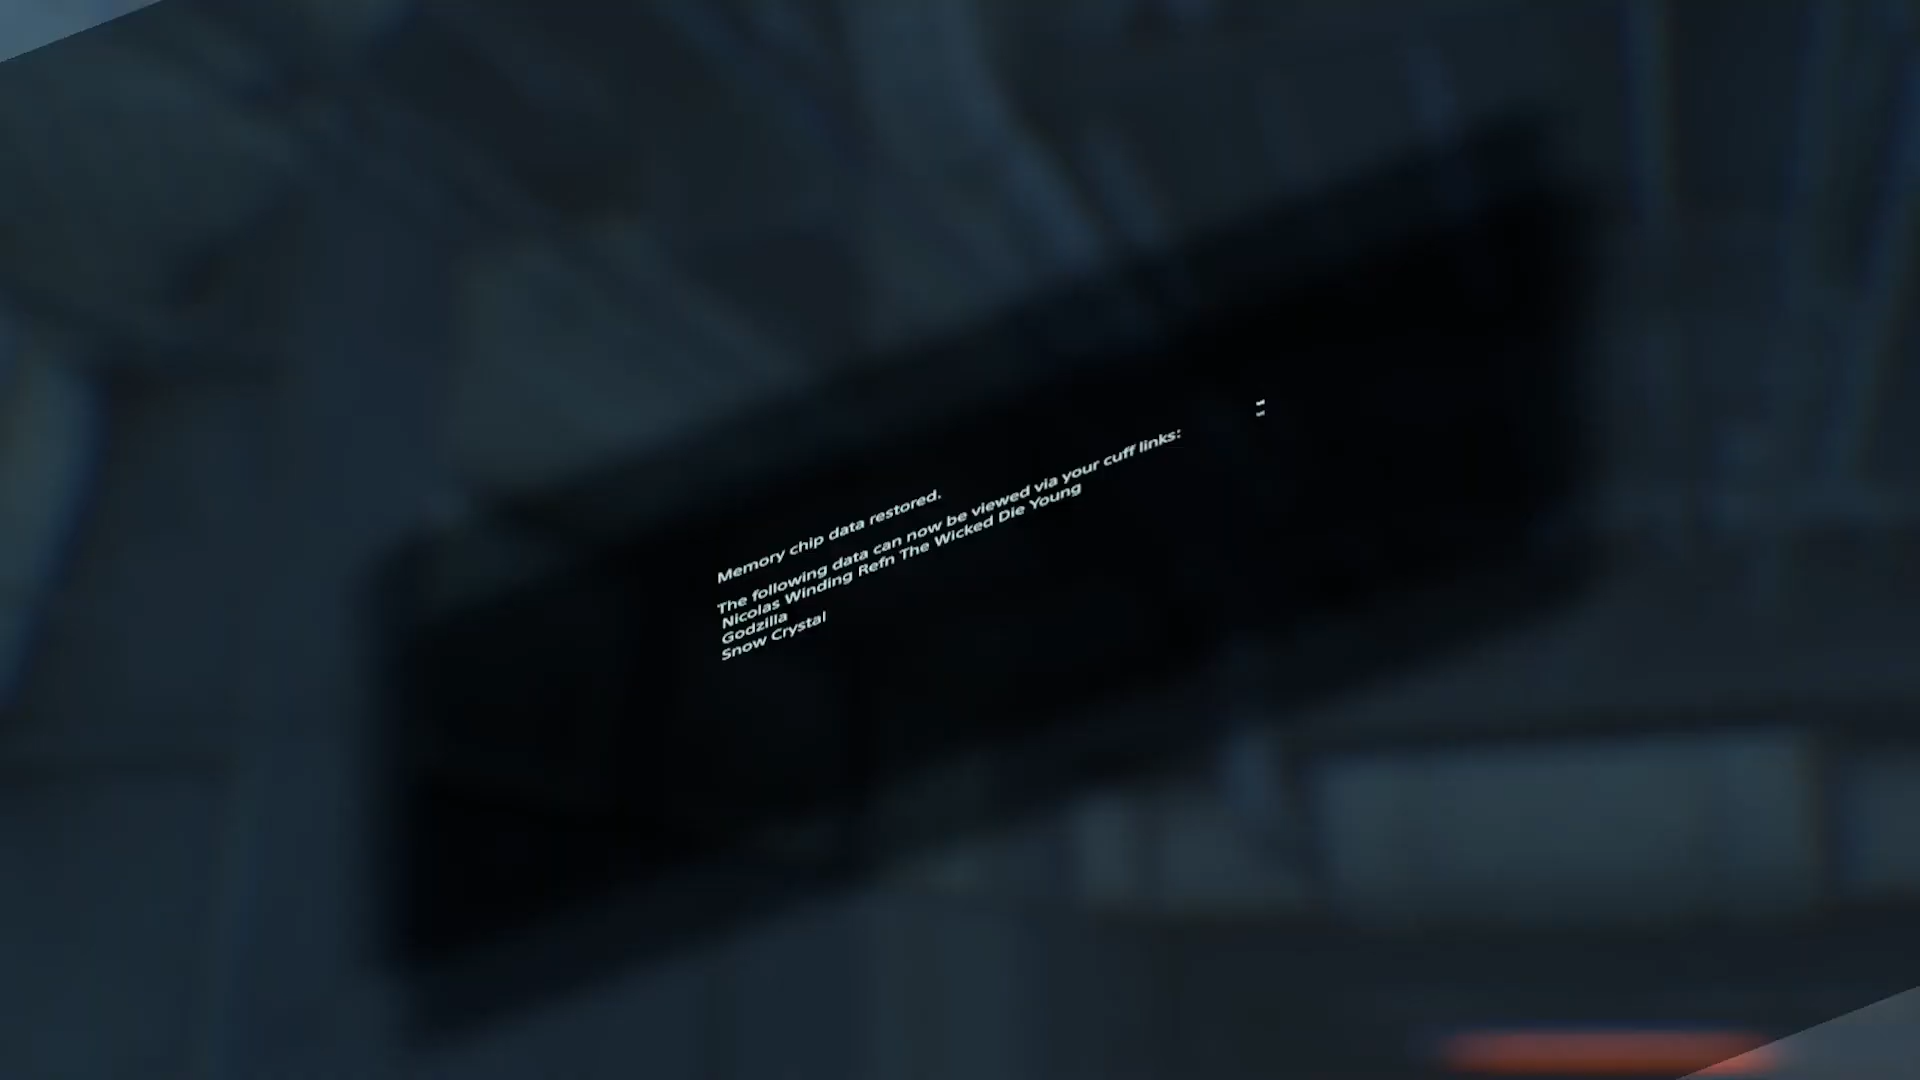 Memory chip data restored.
The following data can now be viewed via your cuff links:
Nicolas Winding Refn The Wicked Die Young
Godzilla
Snow Crystal